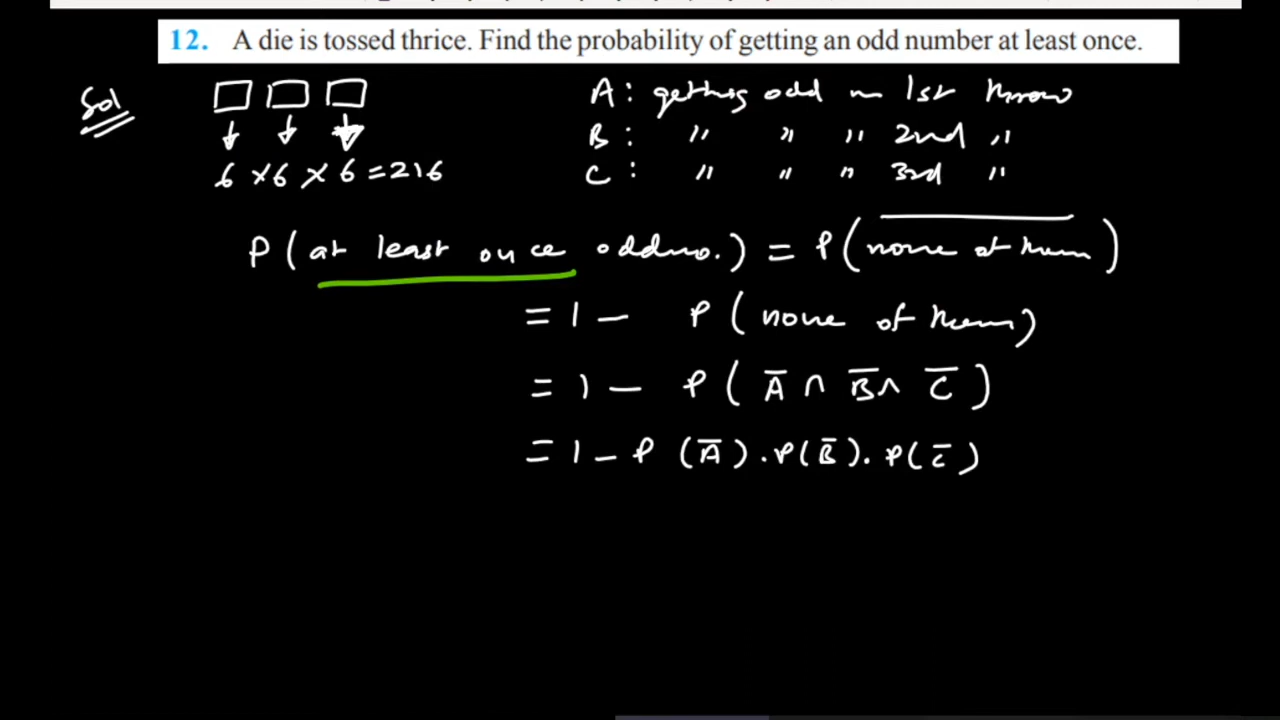 12. A die is tossed thrice. Find the probability of getting an odd number at least once.
Sol
6 × 6 × 6 = 216
A : getting odd in 1st throw
B : " " " 2nd "
C : " " " 3rd "
P ( at least once odd no. ) = P ( \overline{none of them} )
= 1 - P ( none of them )
= 1 - P ( A̅ ∩ B̅ ∩ C̅ )
= 1 - P ( A̅ ) . P( B̅ ) . P( C̅ )